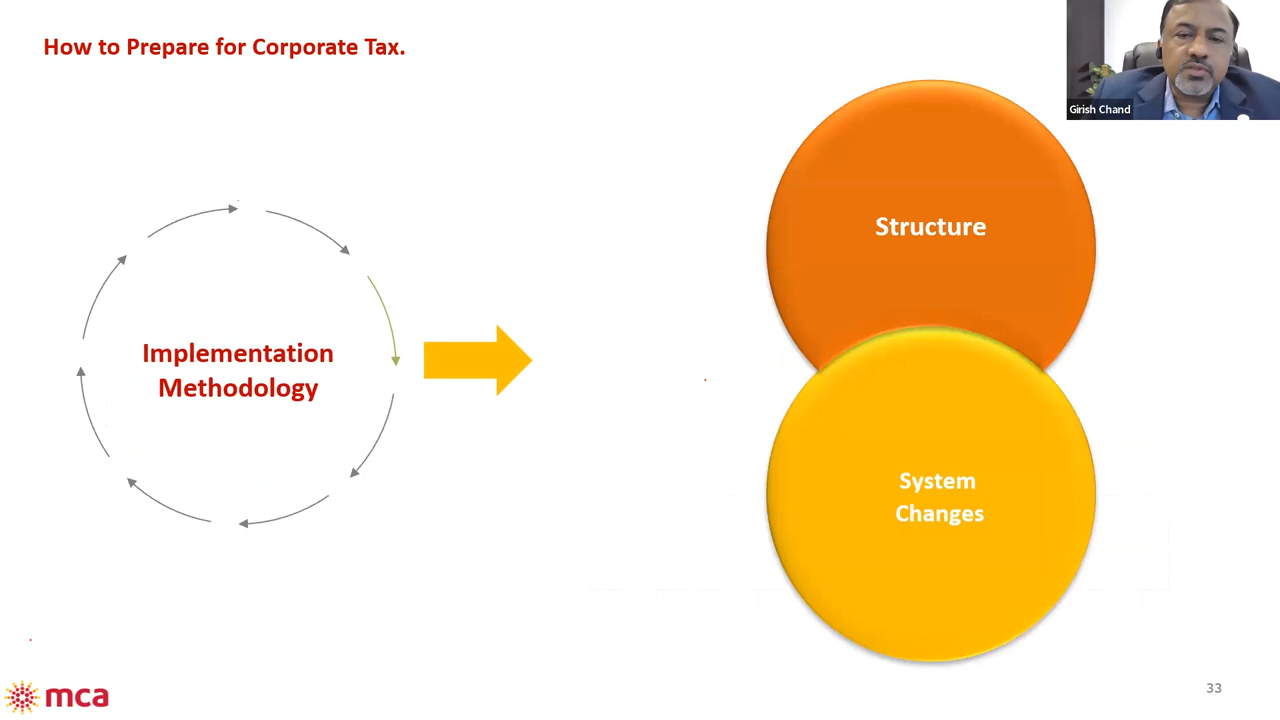 How to Prepare for Corporate Tax.
Girish Chand
Structure
Implementation
Methodology
System
Changes
mca
33